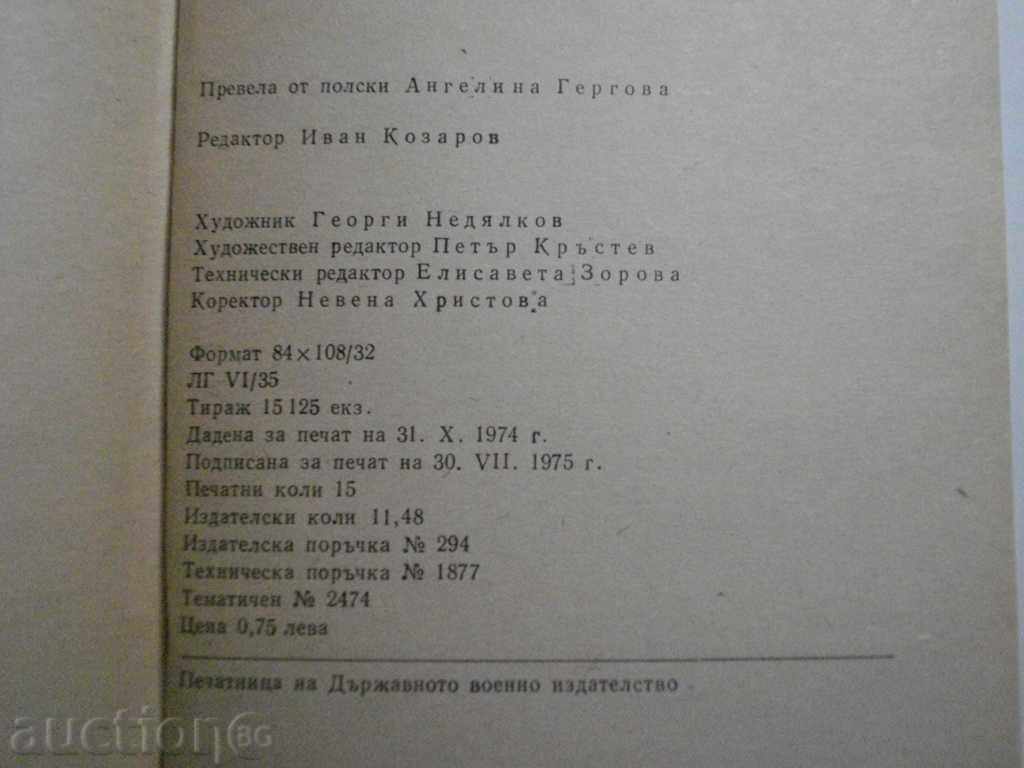 Превела от полски Ангелина Гергова
Редактор Иван Козаров
Художник Георги Недялков
Художествен редактор Петър Кръстев
Технически редактор Елисавета Зорова
Коректор Невена Христова
Формат 84×108/32
ЛГ VI/35
Тираж 15 125 екз.
Дадена за печат на 31. X. 1974 г.
Подписана за печат на 30. VII. 1975 г.
Печатни коли 15
Издателски коли 11,48
Издателска поръчка № 294
Техническа поръчка № 1877
Тематичен № 2474
Цена 0,75 лева
Печатница на Държавното военно издателство
auction BG